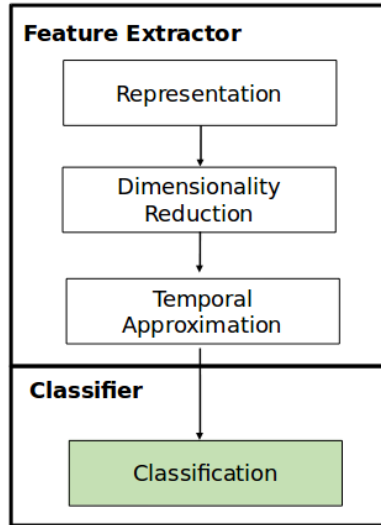 Feature Extractor
Representation
Dimensionality
Reduction
Temporal
Approximation
Classifier
Classification